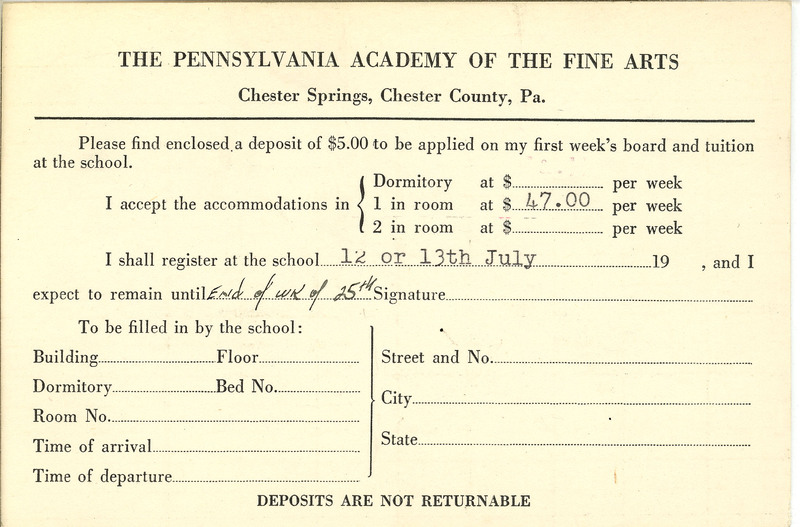 THE PENNSYLVANIA ACADEMY OF THE FINE ARTS
Chester Springs, Chester County, Pa.
Please find enclosed a deposit of $5.00 to be applied on my first week's board and tuition
at the school.
Dormitory at $ per week
I accept the accommodations in 1 in room at $ 47.00 per week
2 in room at $ per week
I shall register at the school 12 or 13th July 19 , and I
expect to remain until End of wk of 25th Signature
To be filled in by the school:
Building Floor
Dormitory Bed No.
Room No.
Time of arrival
Time of departure
Street and No.
City
State
DEPOSITS ARE NOT RETURNABLE